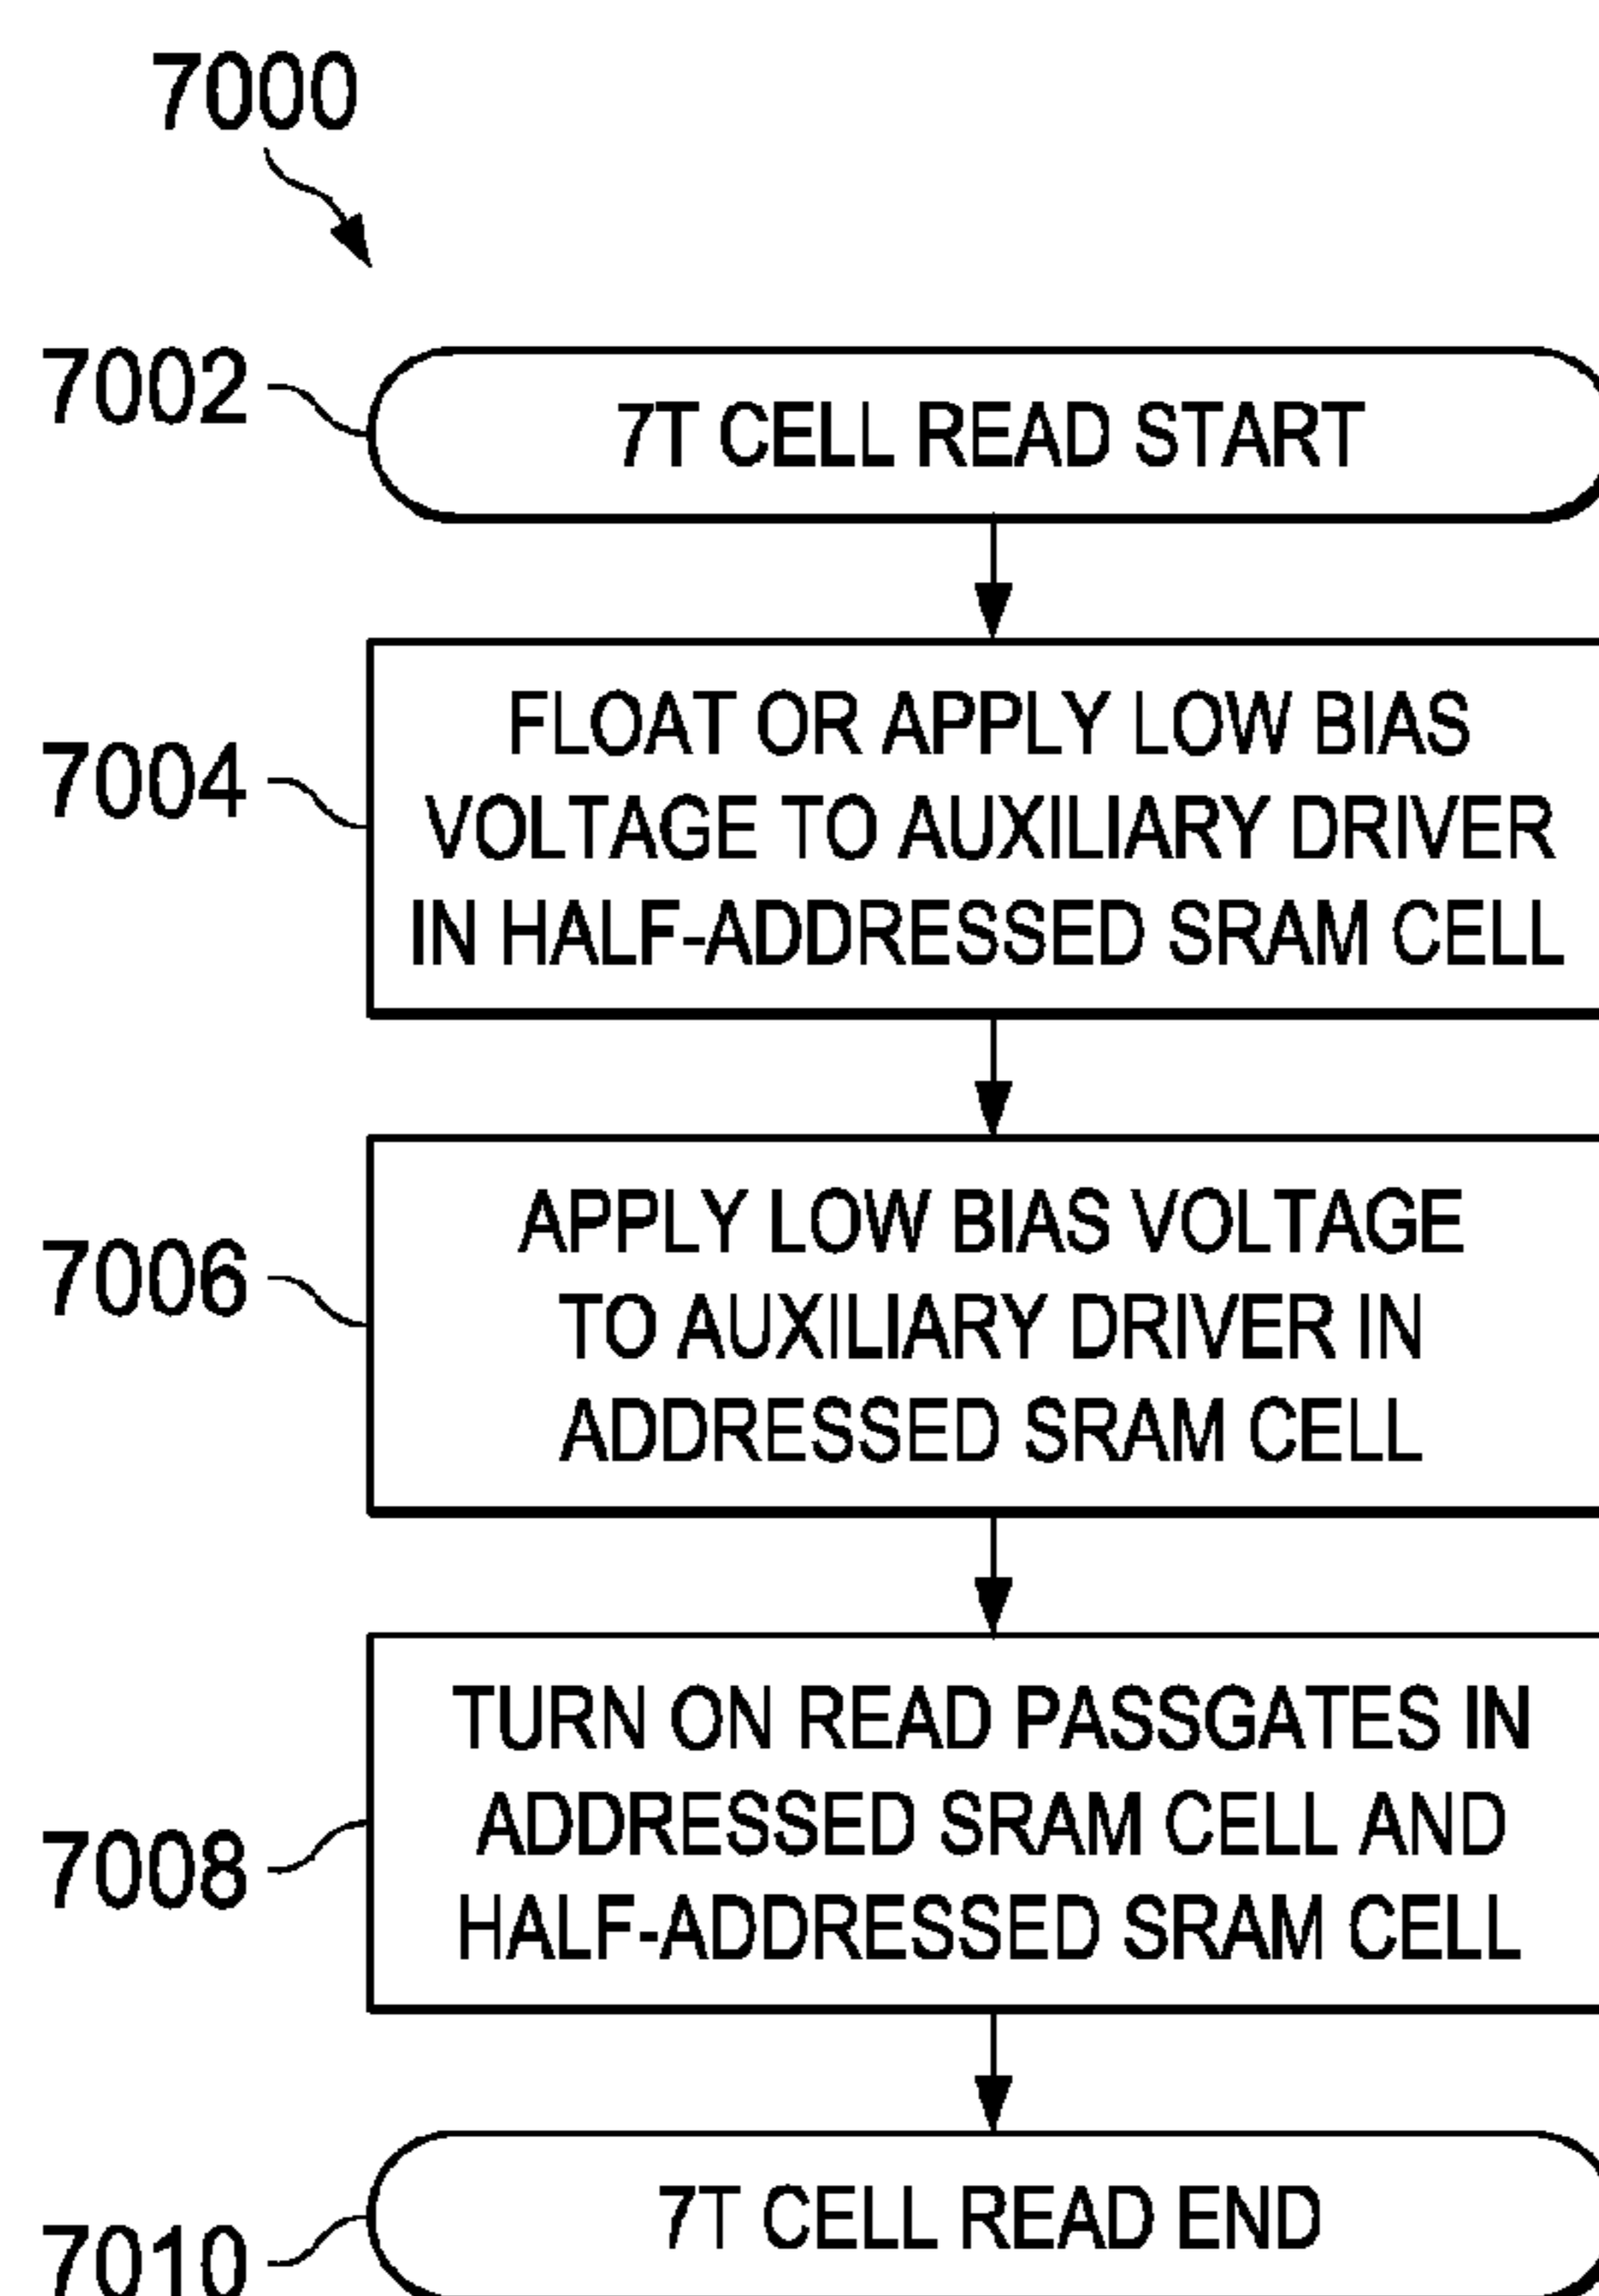 7000
7002
7T CELL READ START
7004
FLOAT OR APPLY LOW BIAS
VOLTAGE TO AUXILIARY DRIVER
IN HALF-ADDRESSED SRAM CELL
7006
APPLY LOW BIAS VOLTAGE
TO AUXILIARY DRIVER IN
ADDRESSED SRAM CELL
7008
TURN ON READ PASSGATES IN
ADDRESSED SRAM CELL AND
HALF-ADDRESSED SRAM CELL
7010
7T CELL READ END